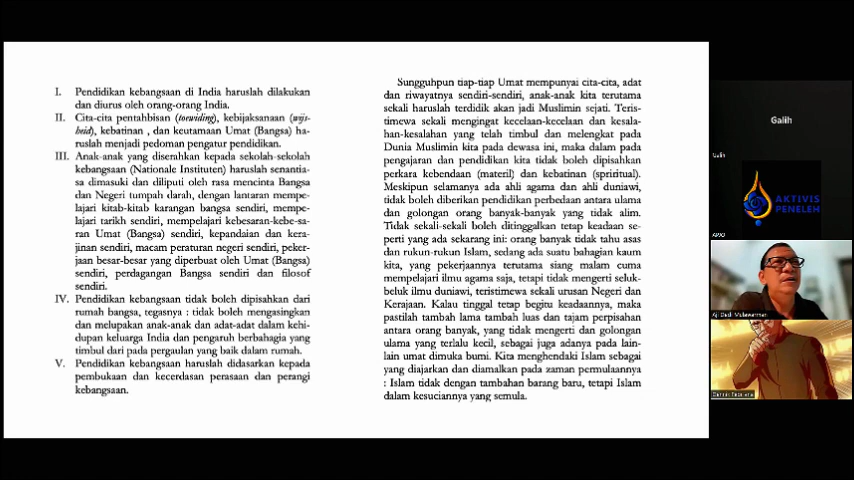 I. Pendidikan kebangsaan di India haruslah dilakukan
dan diurus oleh orang-orang India.
II. Cita-cita pentahbisan (toewiding), kebijaksanaan (wijs-
heid), kebatinan , dan keutamaan Umat (Bangsa) ha-
ruslah menjadi pedoman pengatur pendidikan.
III. Anak-anak yang diserahkan kepada sekolah-sekolah
kebangsaan (Nationale Instituten) haruslah senantia-
sa dimasuki dan diliputi oleh rasa mencinta Bangsa
dan Negeri tumpah darah, dengan lantaran mempe-
lajari kitab-kitab karangan bangsa sendiri, mempe-
lajari tarikh sendiri, mempelajari kebesaran-kebe-sa-
ran Umat (Bangsa) sendiri, kepandaian dan kera-
jinan sendiri, macam peraturan negeri sendiri, peker-
jaan besar-besar yang diperbuat oleh Umat (Bangsa)
sendiri, perdagangan Bangsa sendiri dan filosof
sendiri.
IV. Pendidikan kebangsaan tidak boleh dipisahkan dari
rumah bangsa, tegasnya : tidak boleh mengasingkan
dan melupakan anak-anak dan adat-adat dalam kehi-
dupan keluarga India dan pengaruh berbahagia yang
timbul dari pada pergaulan yang baik dalam rumah.
V. Pendidikan kebangsaan haruslah didasarkan kepada
pembukaan dan kecerdasan perasaan dan perangi
kebangsaan.
Sungguhpun tiap-tiap Umat mempunyai cita-cita, adat
dan riwayatnya sendiri-sendiri, anak-anak kita terutama
sekali haruslah terdidik akan jadi Muslimin sejati. Teris-
timewa sekali mengingat kecelaan-kecelaan dan kesala-
han-kesalahan yang telah timbul dan melengkat pada
Dunia Muslimin kita pada dewasa ini, maka dalam pada
pengajaran dan pendidikan kita tidak boleh dipisahkan
perkara kebendaan (materil) dan kebatinan (spriritual).
Meskipun selamanya ada ahli agama dan ahli duniawi,
tidak boleh diberikan pendidikan perbedaan antara ulama
dan golongan orang banyak-banyak yang tidak alim.
Tidak sekali-sekali boleh ditinggalkan tetap keadaan se-
perti yang ada sekarang ini: orang banyak tidak tahu asas
dan rukun-rukun Islam, sedang ada suatu bahagian kaum
kita, yang pekerjaannya terutama siang malam cuma
mempelajari ilmu agama saja, tetapi tidak mengerti seluk-
beluk ilmu duniawi, teristimewa sekali urusan Negeri dan
Kerajaan. Kalau tinggal tetap begitu keadaannya, maka
pastilah tambah lama tambah luas dan tajam perpisahan
antara orang banyak, yang tidak mengerti dan golongan
ulama yang terlalu kecil, sebagai juga adanya pada lain-
lain umat dimuka bumi. Kita menghendaki Islam sebagai
yang diajarkan dan diamalkan pada zaman permulaannya
: Islam tidak dengan tambahan barang baru, tetapi Islam
dalam kesuciannya yang semula.
Galih
Galih
AKTIVIS
PENELEH
Aji Dedi Mulawarman